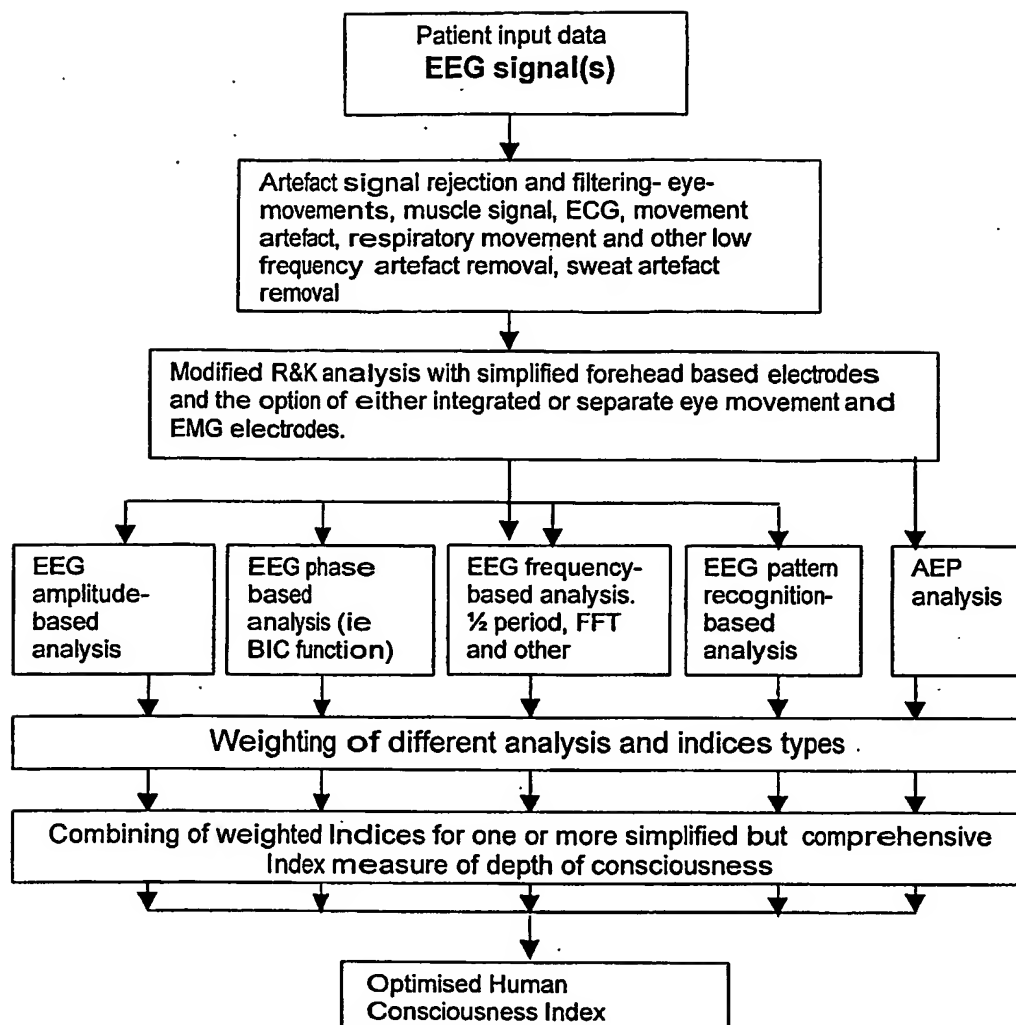 Patient input data
EEG signal(s)
Artefact signal rejection and filtering- eye-
movements, muscle signal, ECG, movement
artefact, respiratory movement and other low
frequency artefact removal, sweat artefact
removal
Modified R&K analysis with simplified forehead based electrodes
and the option of either integrated or separate eye movement and
EMG electrodes.
EEG
amplitude-
based
analysis
EEG phase
based
analysis (ie
BIC function)
EEG frequency-
based analysis.
½ period, FFT
and other
EEG pattern
recognition-
based
analysis
AEP
analysis
Weighting of different analysis and indices types
Combining of weighted Indices for one or more simplified but comprehensive
Index measure of depth of consciousness
Optimised Human
Consciousness Index